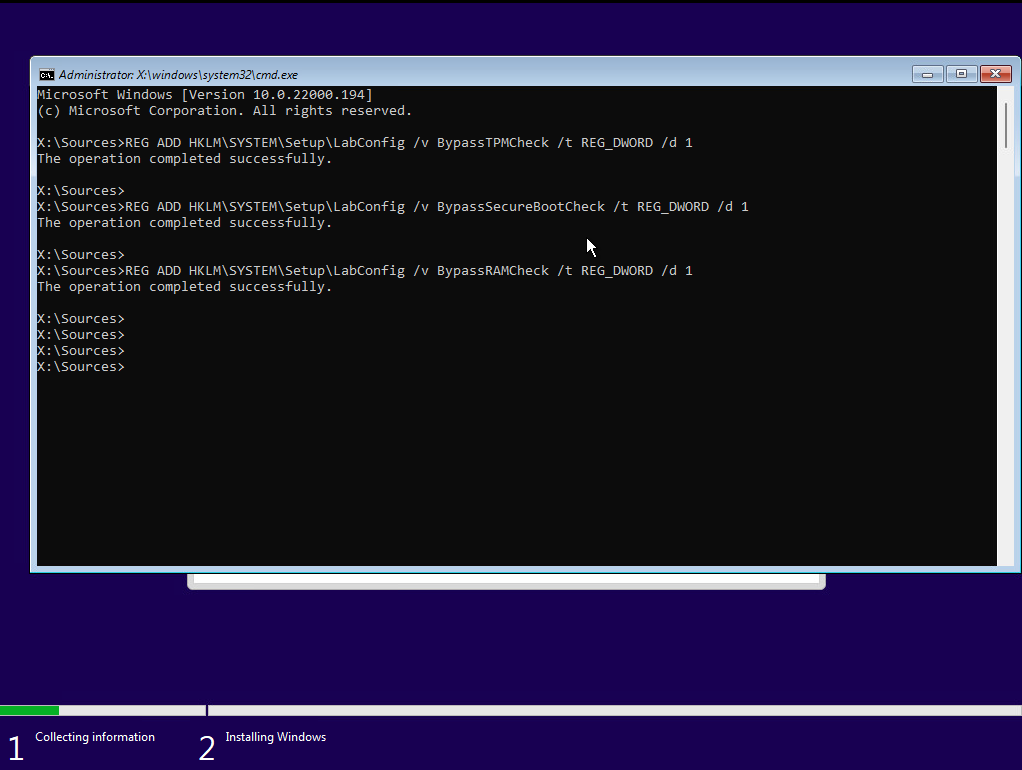 Administrator: X:\windows\system32\cmd.exe
Microsoft Windows [Version 10.0.22000.194]
(c) Microsoft Corporation. All rights reserved.
X:\Sources>REG ADD HKLM\SYSTEM\Setup\LabConfig /v BypassTPMCheck /t REG_DWORD /d 1
The operation completed successfully.
X:\Sources>
X:\Sources>REG ADD HKLM\SYSTEM\Setup\LabConfig /v BypassSecureBootCheck /t REG_DWORD /d 1
The operation completed successfully.
X:\Sources>
X:\Sources>REG ADD HKLM\SYSTEM\Setup\LabConfig /v BypassRAMCheck /t REG_DWORD /d 1
The operation completed successfully.
X:\Sources>
X:\Sources>
X:\Sources>
X:\Sources>
1 Collecting information
2 Installing Windows